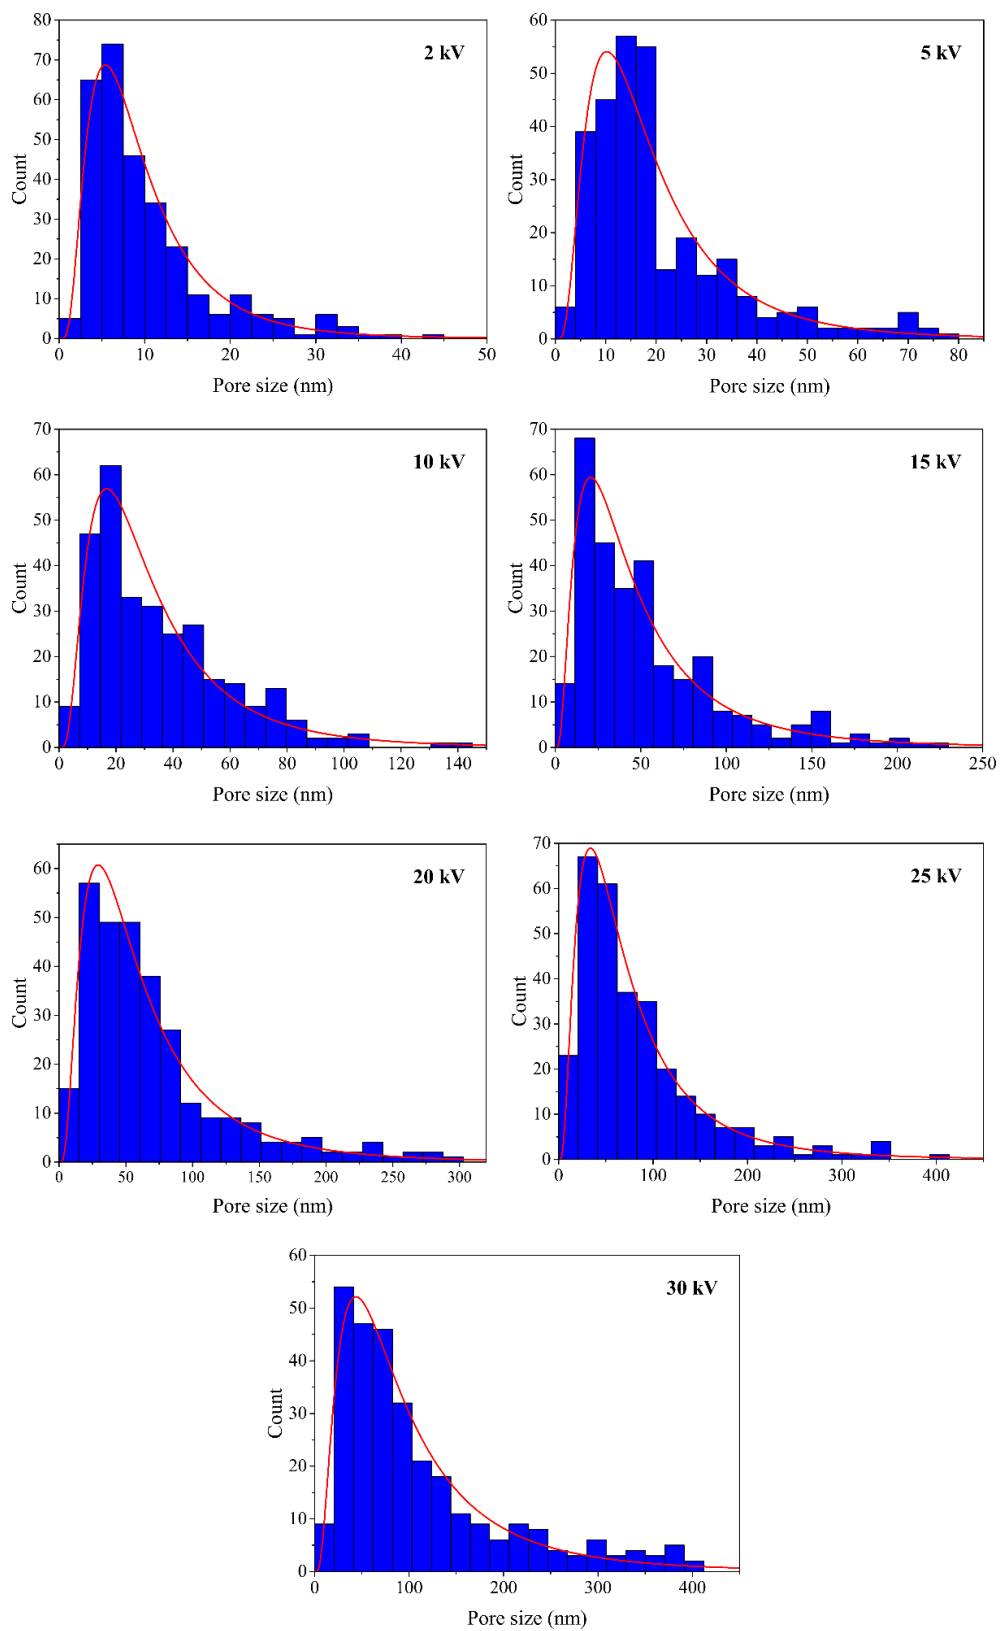 2 kV
80
70
60
50
40
30
20
10
0
Count
0 10 20 30 40 50
Pore size (nm)
5 kV
60
50
40
30
20
10
0
Count
0 10 20 30 40 50 60 70 80
Pore size (nm)
10 kV
70
60
50
40
30
20
10
0
Count
0 20 40 60 80 100 120 140
Pore size (nm)
15 kV
70
60
50
40
30
20
10
0
Count
0 50 100 150 200 250
Pore size (nm)
20 kV
60
50
40
30
20
10
0
Count
0 50 100 150 200 250 300
Pore size (nm)
25 kV
70
60
50
40
30
20
10
0
Count
0 100 200 300 400
Pore size (nm)
30 kV
60
50
40
30
20
10
0
Count
0 100 200 300 400
Pore size (nm)